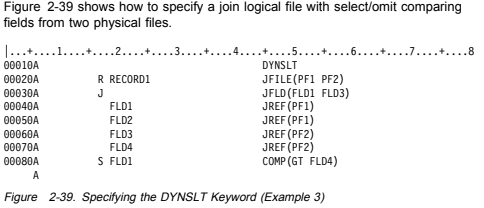 Figure 2-39 shows how to specify a join logical file with select/omit comparing
fields from two physical files.
|...+....1....+....2....+....3....+....4....+....5....+....6....+....7....+....8
00010A                                      DYNSLT
00020A          R RECORD1                   JFILE(PF1 PF2)
00030A          J                           JFLD(FLD1 FLD3)
00040A            FLD1                      JREF(PF1)
00050A            FLD2                      JREF(PF1)
00060A            FLD3                      JREF(PF2)
00070A            FLD4                      JREF(PF2)
00080A          S FLD1                      COMP(GT FLD4)
     A
Figure 2-39. Specifying the DYNSLT Keyword (Example 3)